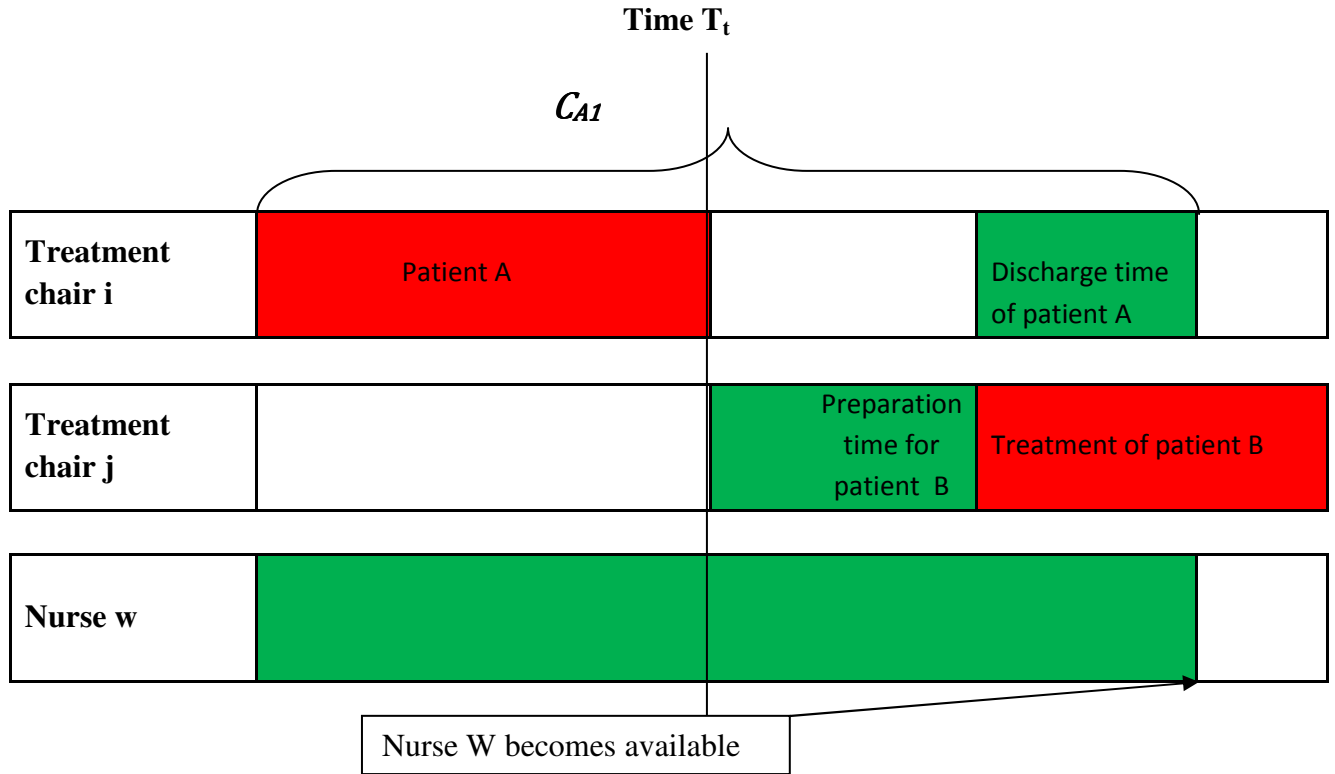 Time Tₜ
C_A1
Treatment
chair i
Patient A
Discharge time
of patient A
Treatment
chair j
Preparation
time for
patient B
Treatment of patient B
Nurse w
Nurse W becomes available